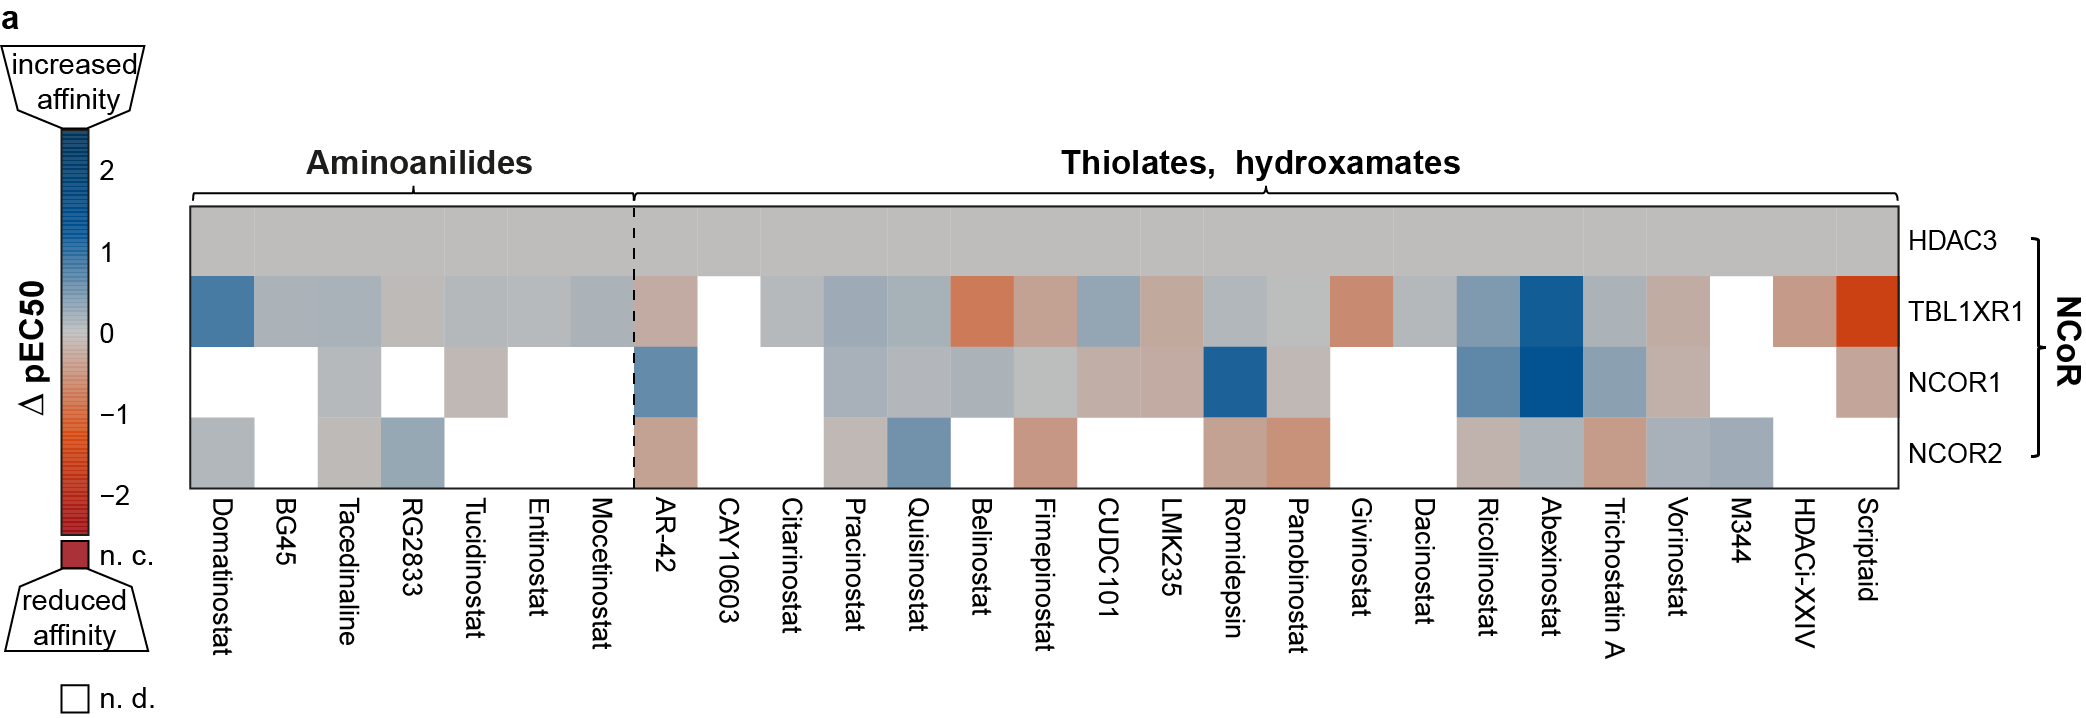 a
increased
affinity
2
1
0
−1
−2
Δ pEC50
n. c.
reduced
affinity
n. d.
Aminoanilides
Thiolates, hydroxamates
HDAC3
TBL1XR1
NCOR1
NCOR2
NCoR
Domatinostat
BG45
Tacedinaline
RG2833
Tucidinostat
Entinostat
Mocetinostat
AR-42
CAY10603
Citarinostat
Pracinostat
Quisinostat
Belinostat
Fimepinostat
CUDC101
LMK235
Romidepsin
Panobinostat
Givinostat
Dacinostat
Ricolinostat
Abexinostat
Trichostatin A
Vorinostat
M344
HDACi-XXIV
Scriptaid